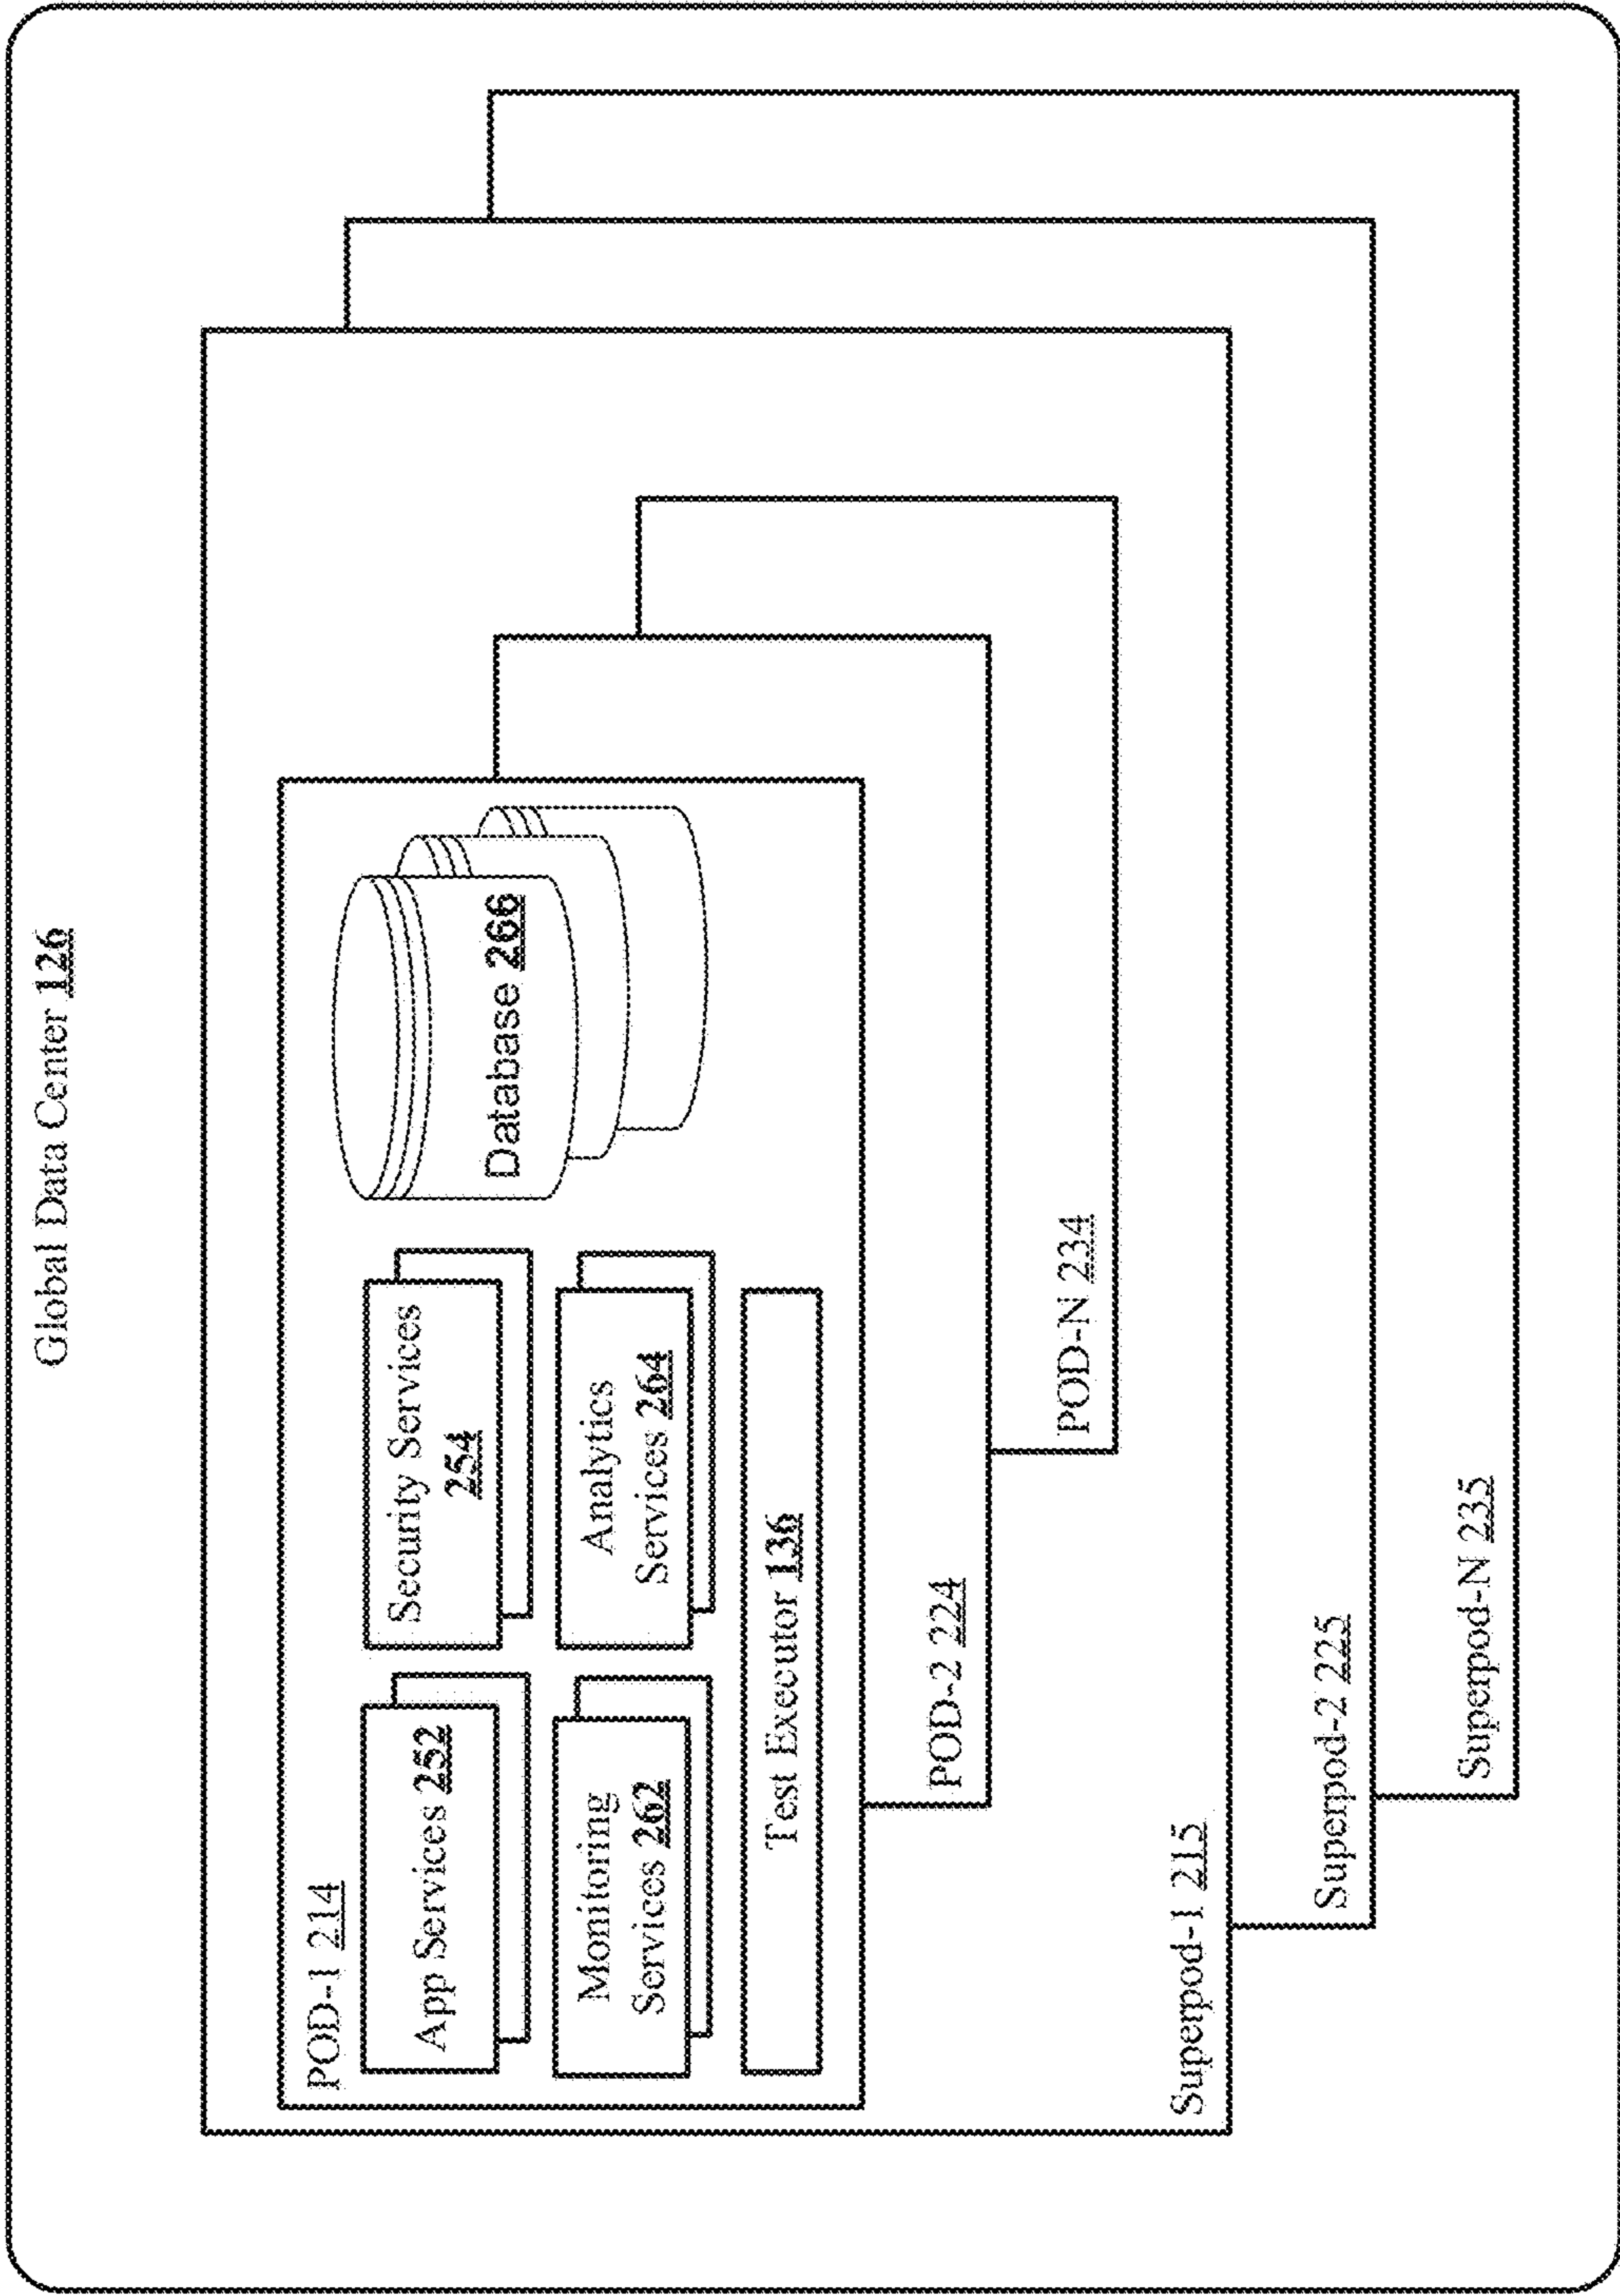 Global Data Center 126
POD-1 214
App Services 252
Security Services
254
Monitoring
Services 262
Analytics
Services 264
Test Executor 136
Database 266
POD-2 224
POD-N 234
Superpod-1 215
Superpod-2 225
Superpod-N 235